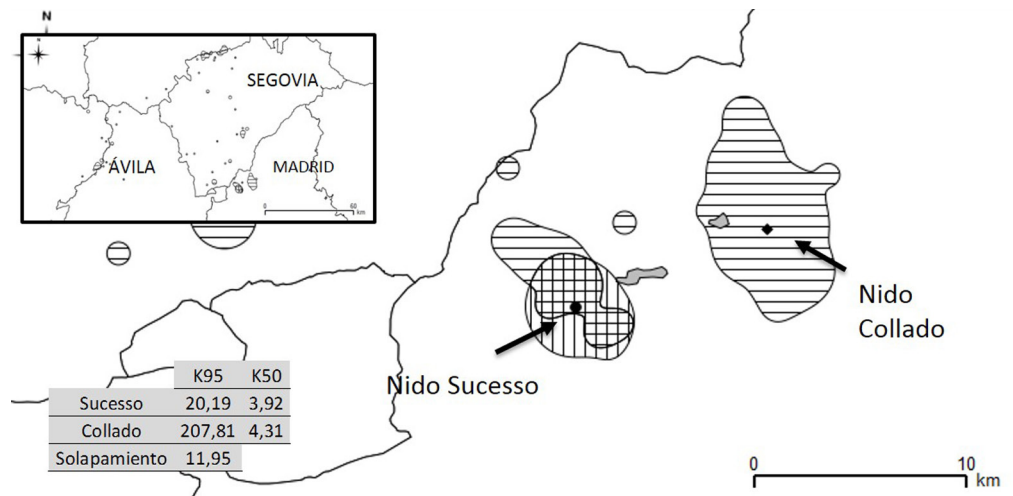 N
SEGOVIA
ÁVILA
MADRID
0 60
km
Nido
Collado
Nido Sucesso
K95 K50
Sucesso 20,19 3,92
Collado 207,81 4,31
Solapamiento 11,95
0 10
km